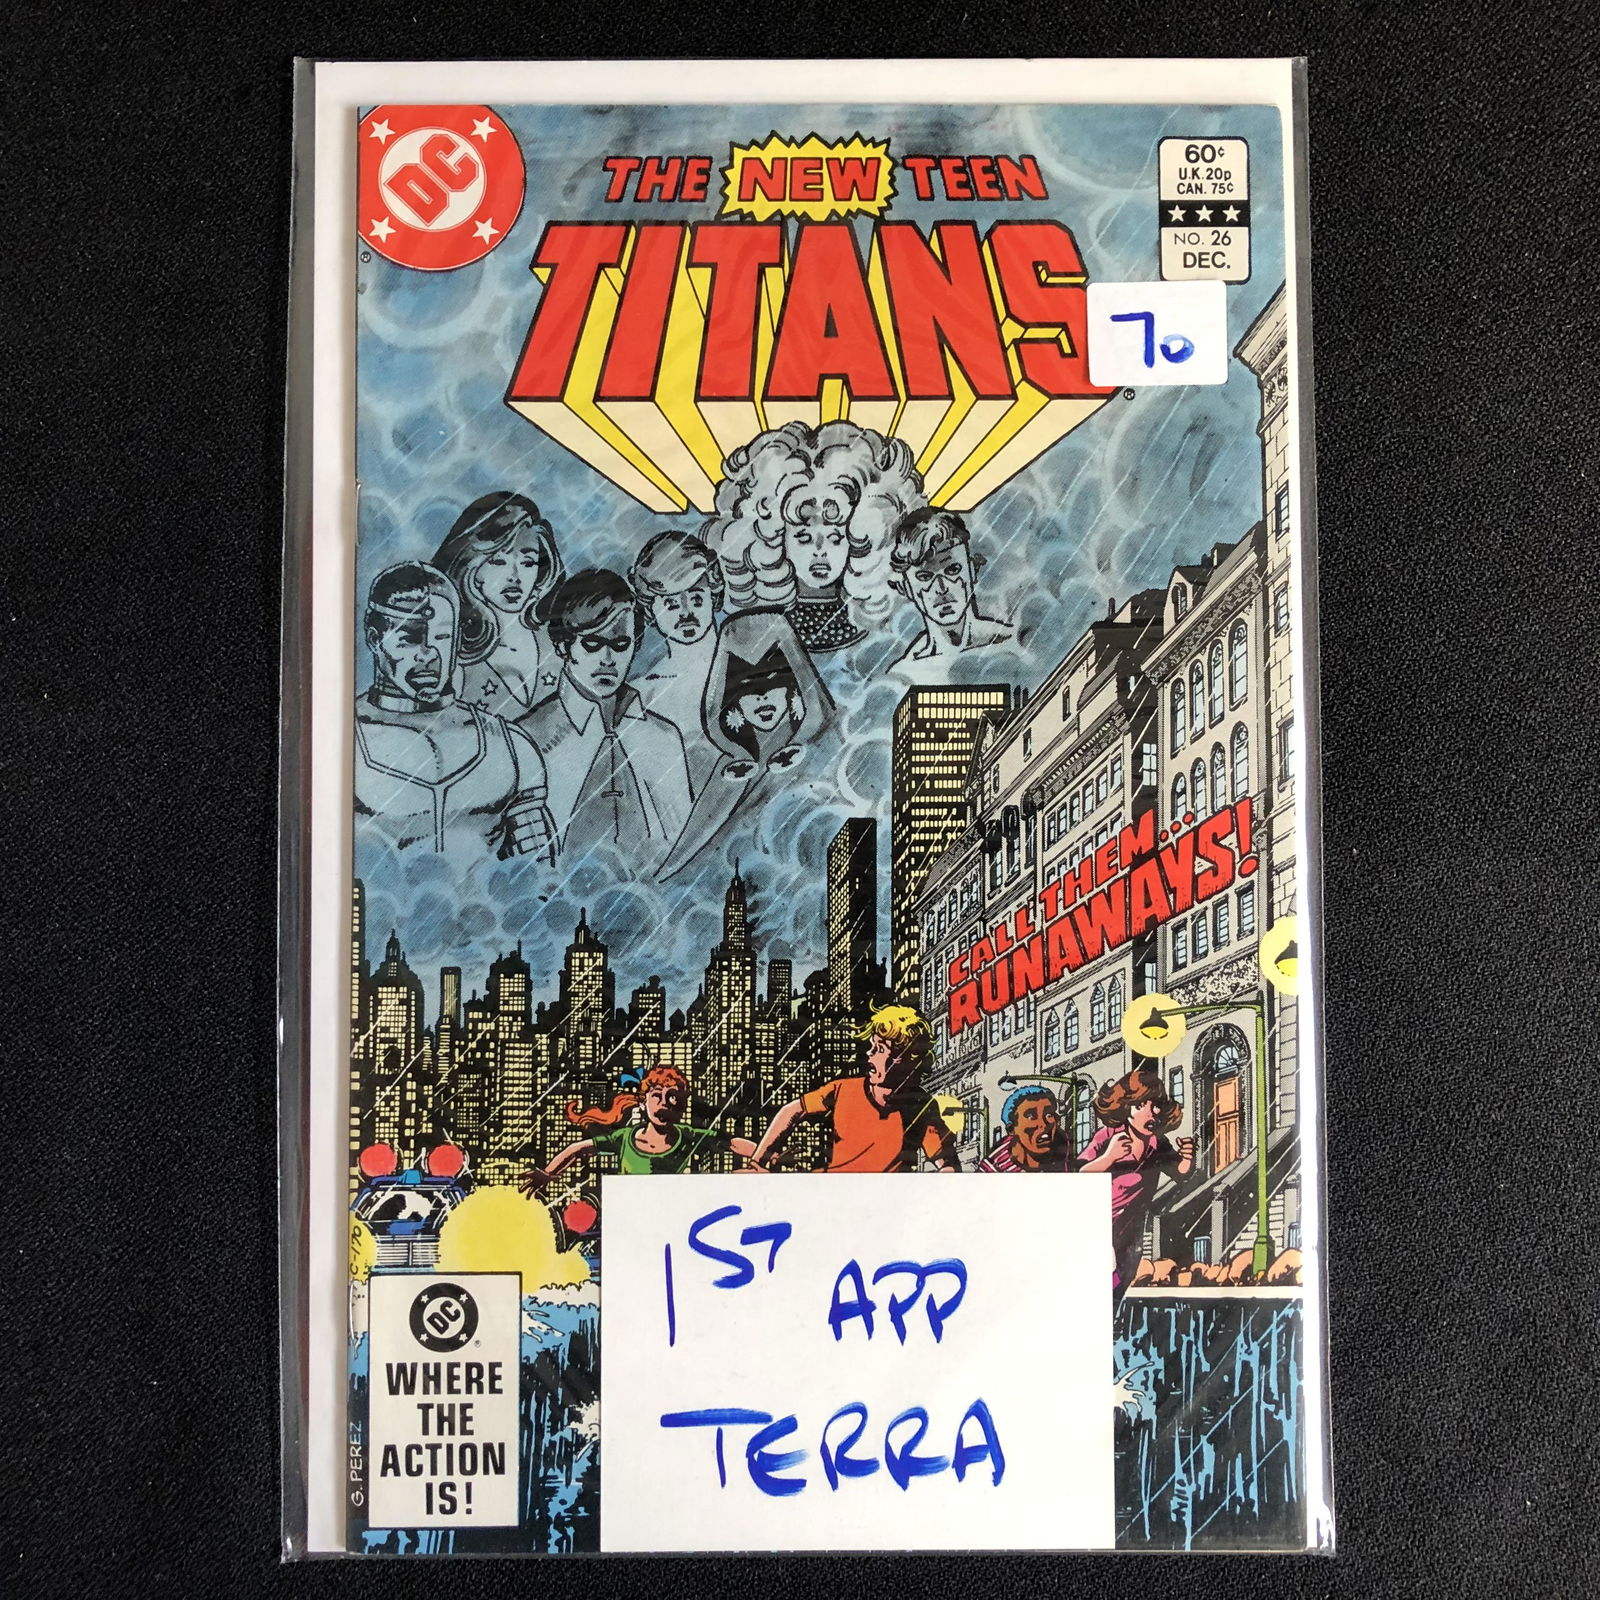 DC
THE NEW TEEN
TITANS
®
®
60¢
U.K. 20p
CAN. 75¢
NO. 26
DEC.
70
CALL THEM...
RUNAWAYS!
C-170
DC
®
WHERE
THE
ACTION
IS!
G. PEREZ
1ST APP
TERRA